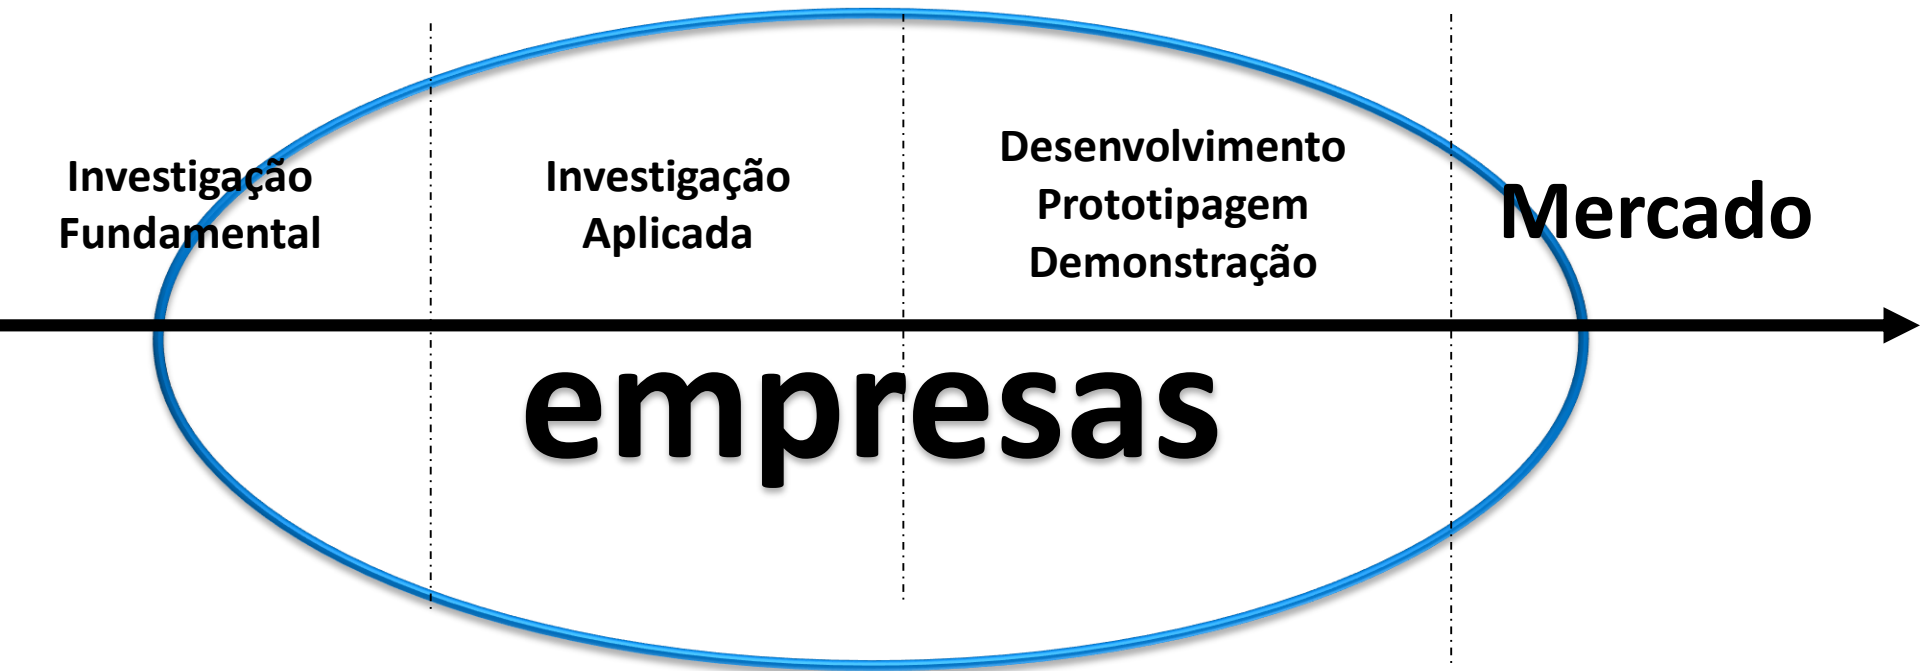 Investigação
Fundamental
Investigação
Aplicada
Desenvolvimento
Prototipagem
Demonstração
Mercado
empresas